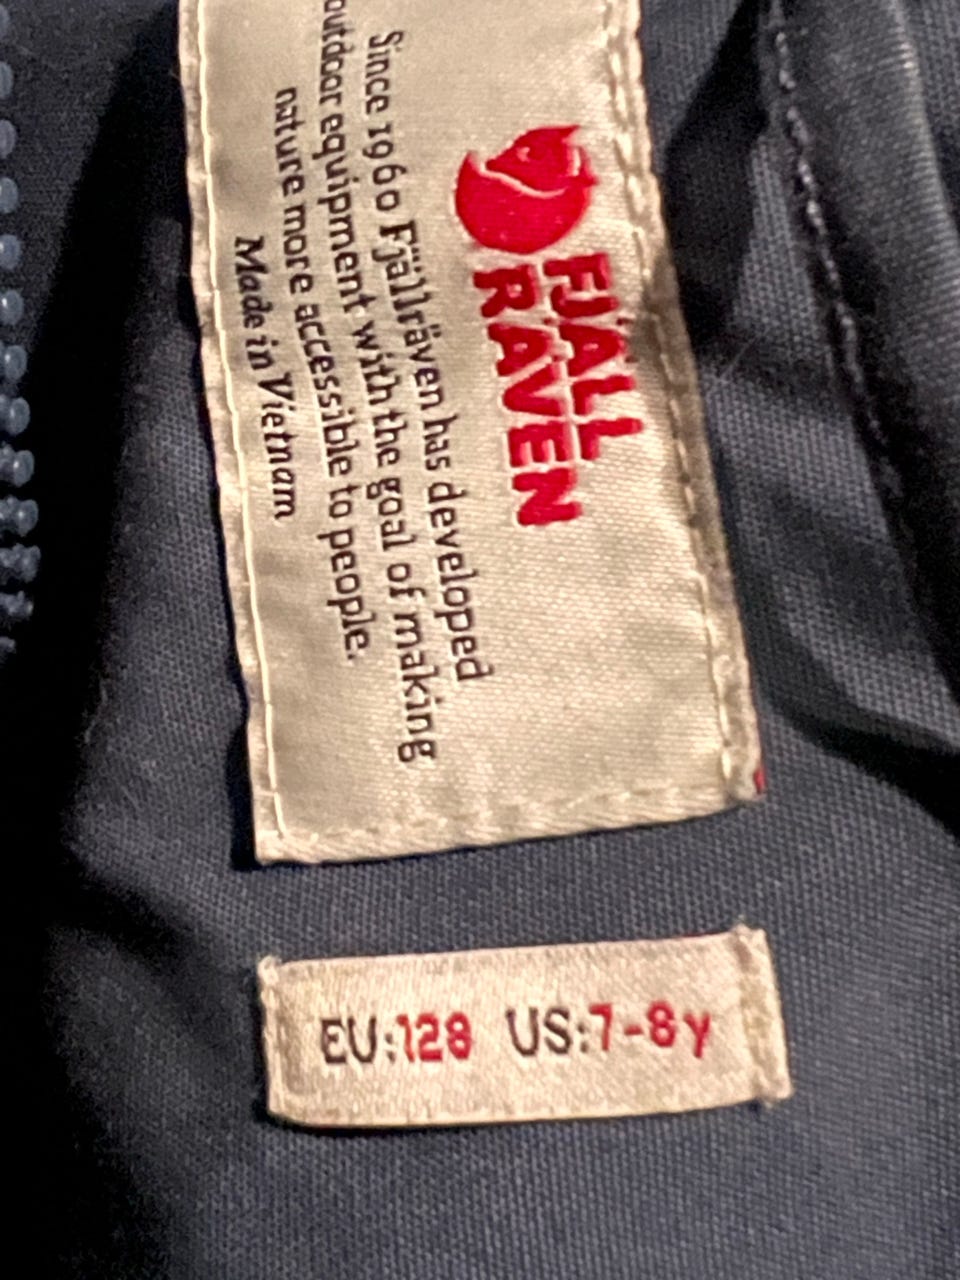 FJÄLL
RÄVEN
Since 1960 Fjällräven has developed
outdoor equipment with the goal of making
nature more accessible to people.
Made in Vietnam
EU:128 US:7-8y